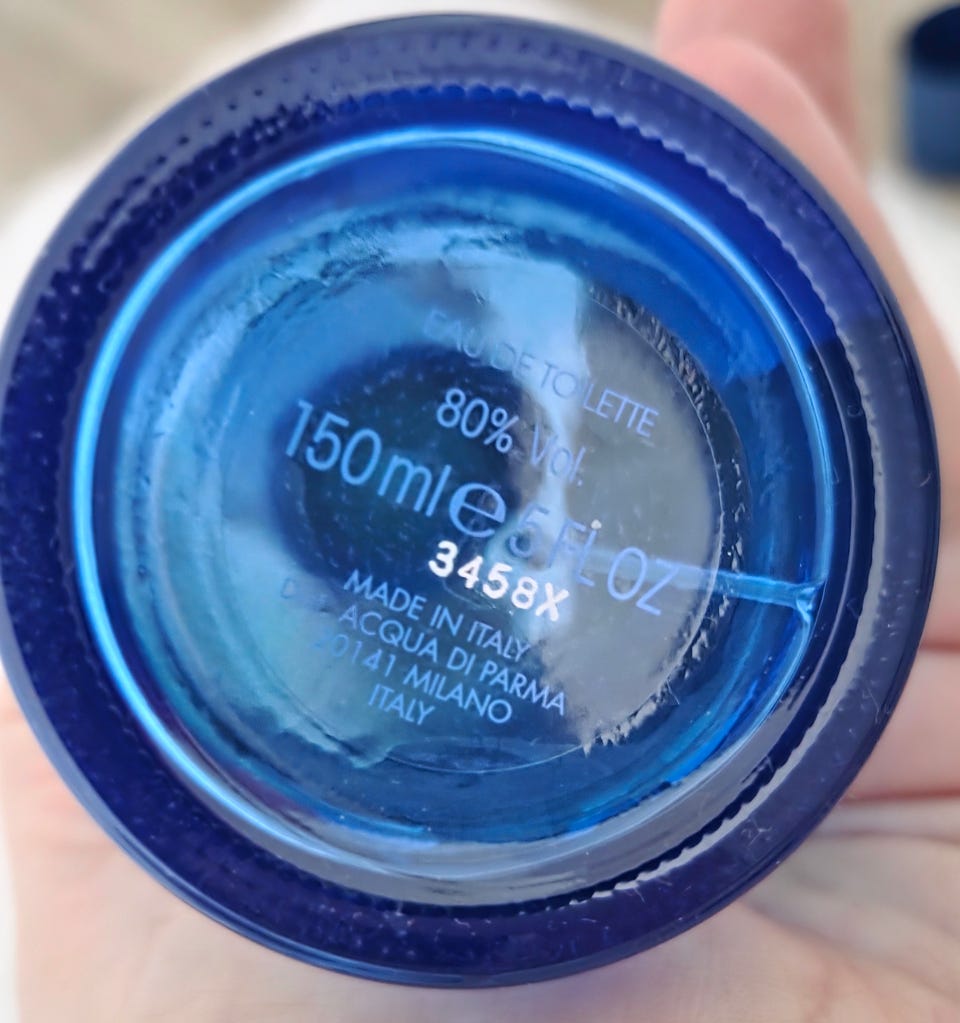 EAU DE TOILETTE
80% Vol.
150 ml ℮ 5 Fl OZ
3458X
MADE IN ITALY
ACQUA DI PARMA
20141 MILANO
ITALY